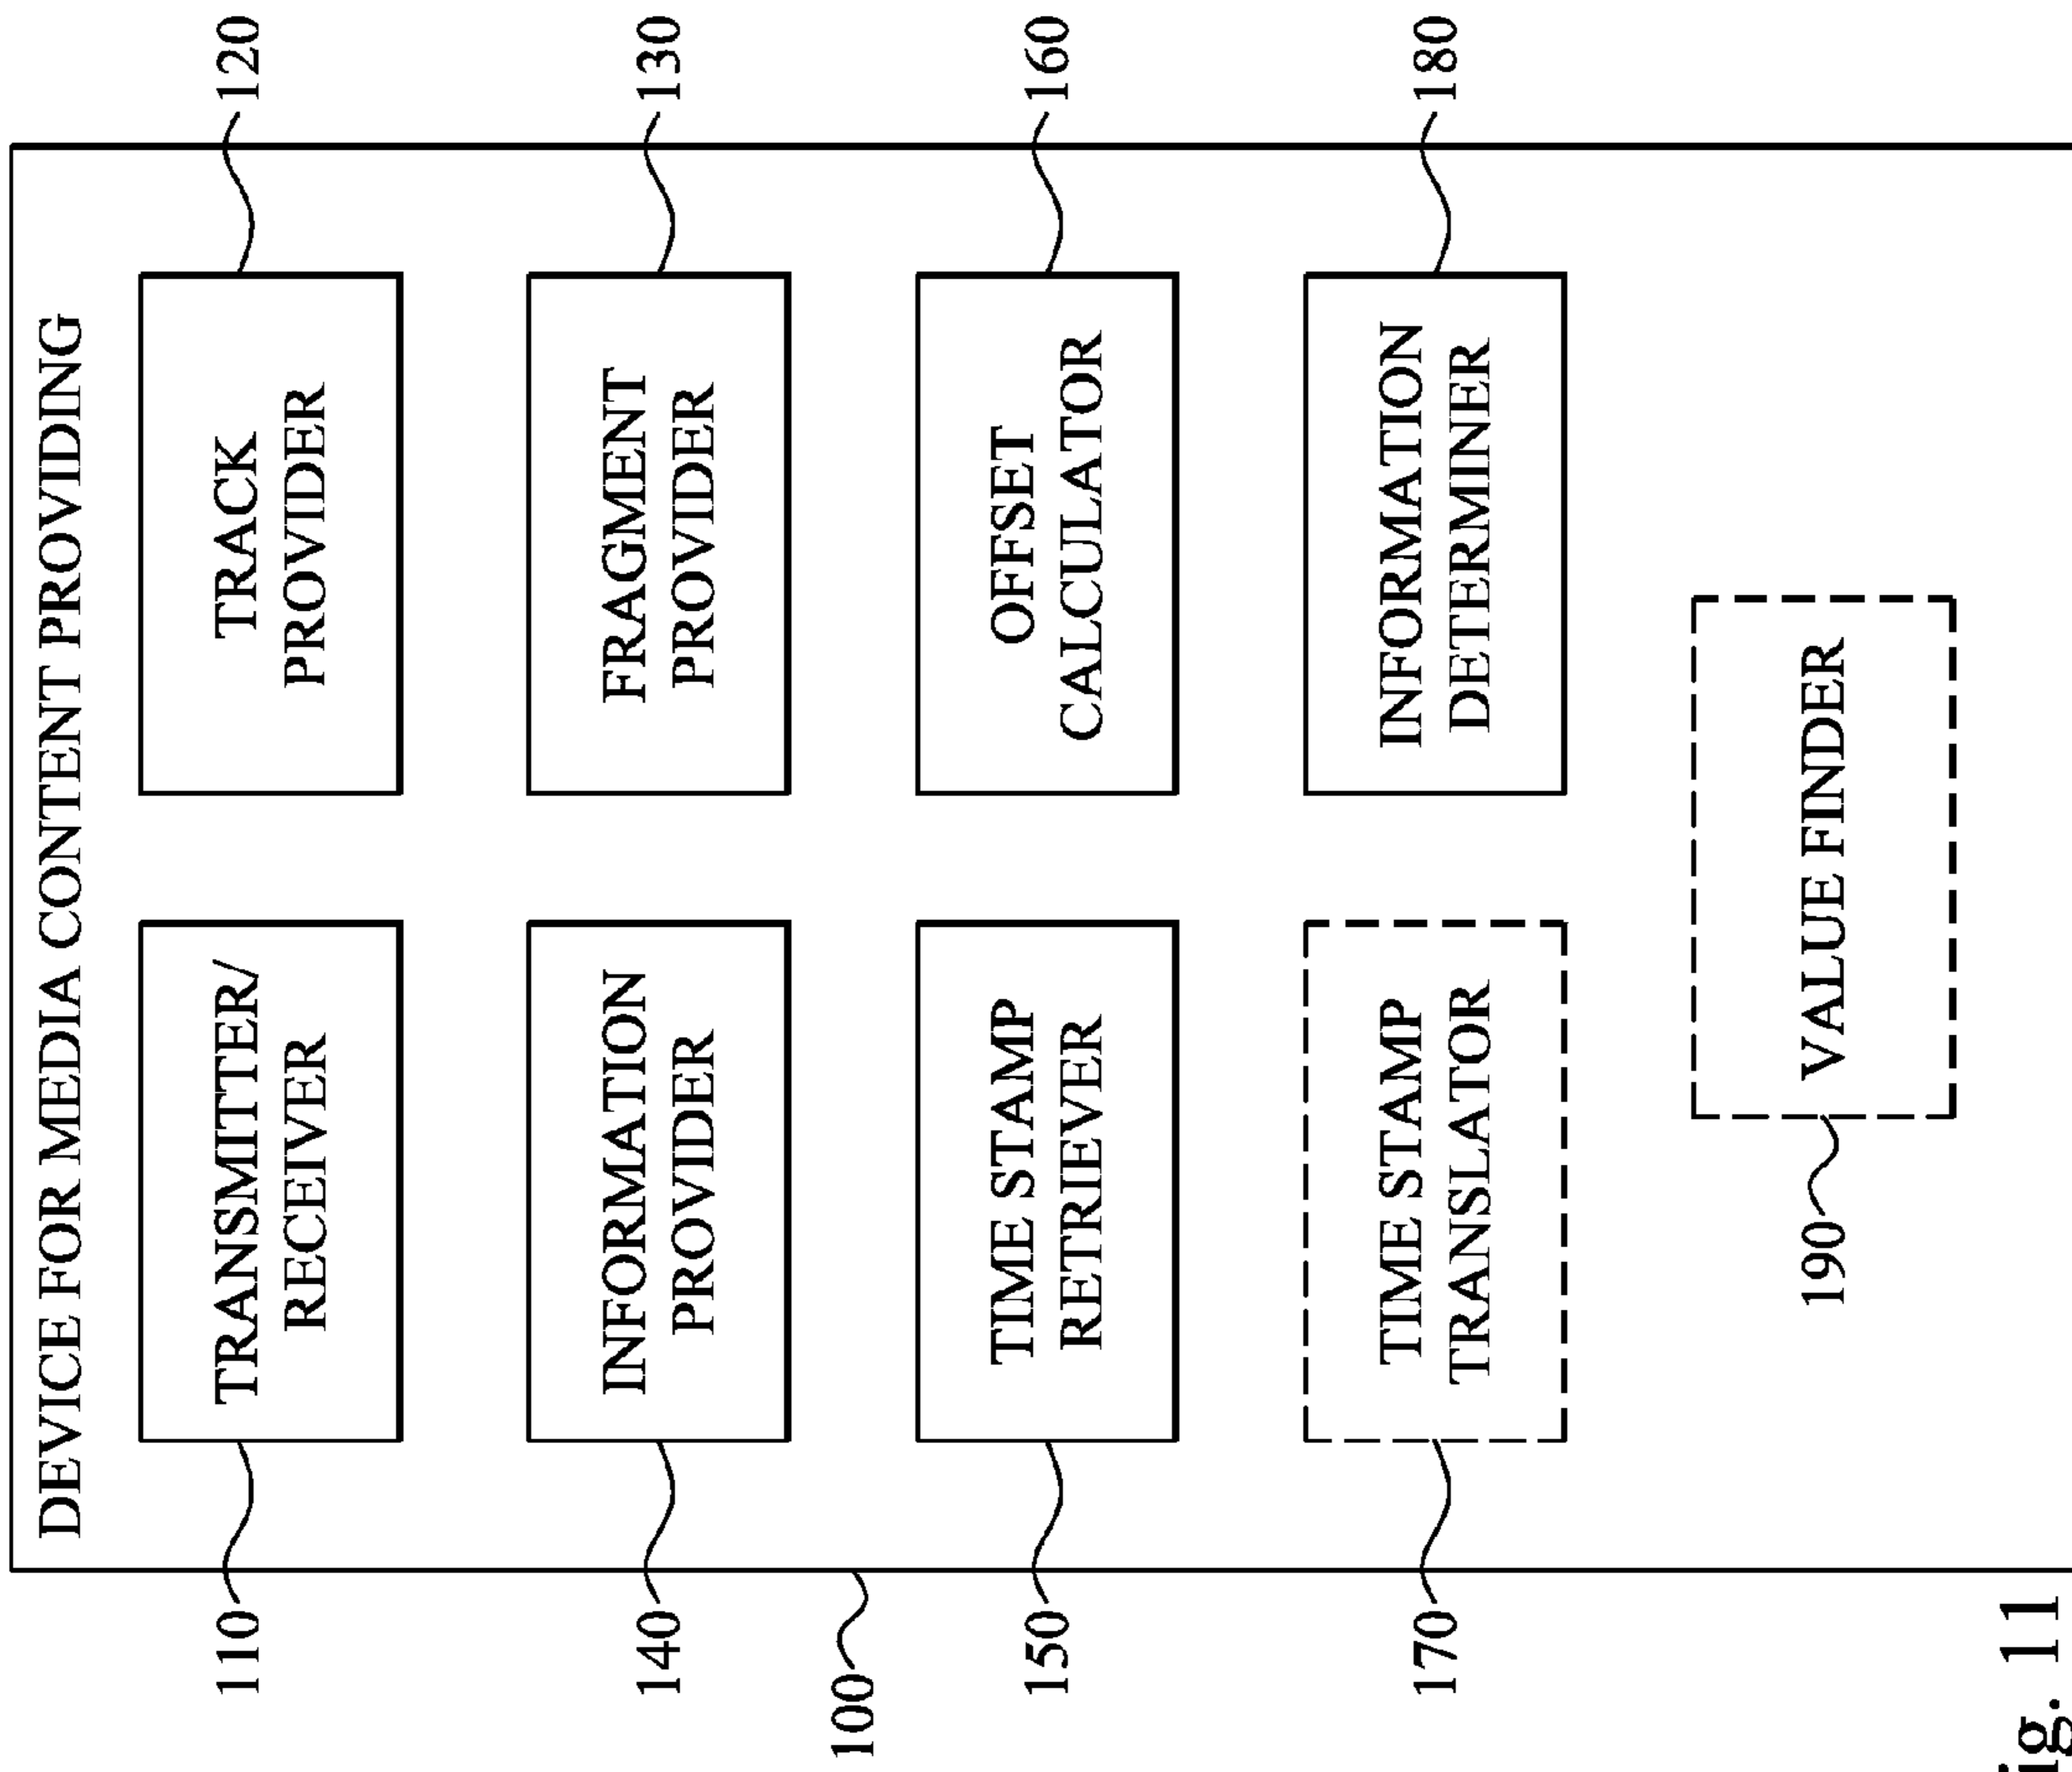 DEVICE FOR MEDIA CONTENT PROVIDING
110
TRANSMITTER/
RECEIVER
TRACK
PROVIDER
120
140
INFORMATION
PROVIDER
FRAGMENT
PROVIDER
130
100
150
TIME STAMP
RETRIEVER
OFFSET
CALCULATOR
160
170
TIME STAMP
TRANSLATOR
INFORMATION
DETERMINER
180
190
VALUE FINDER
ig. 11